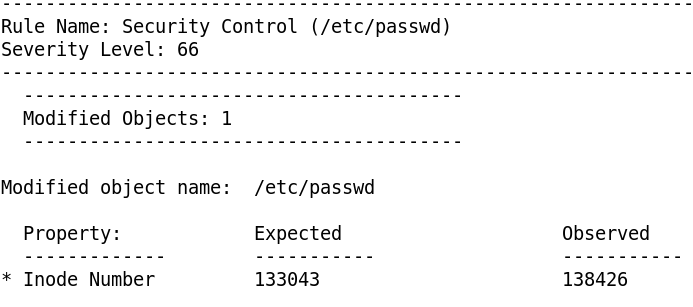 -------------------------------------------------------------------------------
Rule Name: Security Control (/etc/passwd)
Severity Level: 66
-------------------------------------------------------------------------------
  ----------------------------------------
  Modified Objects: 1
  ----------------------------------------
Modified object name:  /etc/passwd
  Property:            Expected                    Observed
  -------------        -----------                 -----------
* Inode Number         133043                      138426